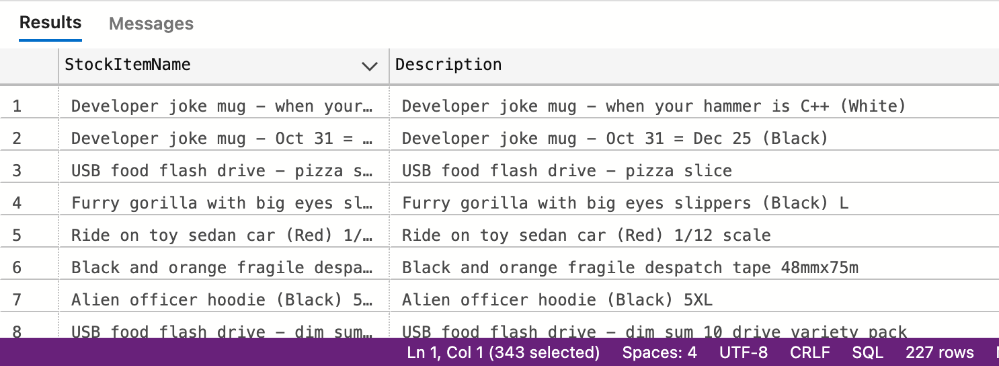 Results Messages
StockItemName Description
1 Developer joke mug – when your… Developer joke mug – when your hammer is C++ (White)
2 Developer joke mug – Oct 31 = … Developer joke mug – Oct 31 = Dec 25 (Black)
3 USB food flash drive – pizza s… USB food flash drive – pizza slice
4 Furry gorilla with big eyes sl… Furry gorilla with big eyes slippers (Black) L
5 Ride on toy sedan car (Red) 1/… Ride on toy sedan car (Red) 1/12 scale
6 Black and orange fragile despa… Black and orange fragile despatch tape 48mmx75m
7 Alien officer hoodie (Black) 5… Alien officer hoodie (Black) 5XL
8 USB food flash drive – dim sum… USB food flash drive – dim sum 10 drive variety pack
Ln 1, Col 1 (343 selected) Spaces: 4 UTF-8 CRLF SQL 227 rows